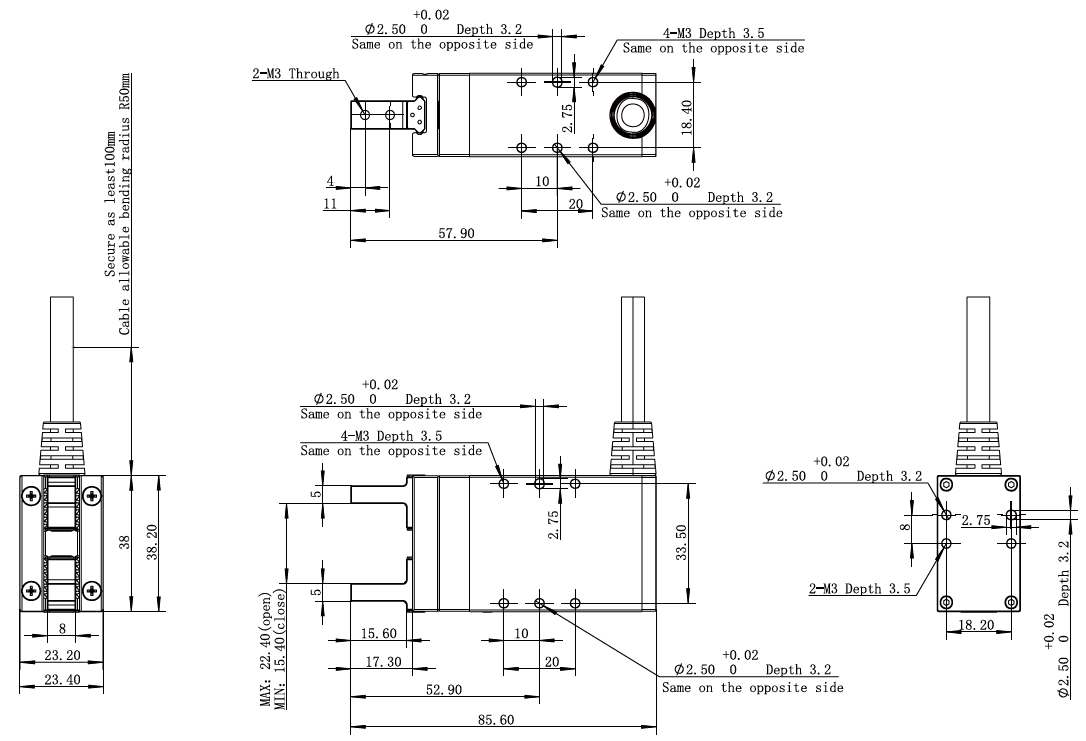 +0.02
Φ2.50 0 Depth 3.2
Same on the opposite side
4-M3 Depth 3.5
Same on the opposite side
2-M3 Through
2.75
18.40
4
11
10
20
57.90
+0.02
Φ2.50 0 Depth 3.2
Same on the opposite side
Secure as least100mm
Cable allowable bending radius R50mm
38
38.20
8
23.20
23.40
+0.02
Φ2.50 0 Depth 3.2
Same on the opposite side
4-M3 Depth 3.5
Same on the opposite side
5
5
2.75
33.50
MAX: 22.40(open)
MIN: 15.40(close)
15.60
17.30
10
20
52.90
85.60
+0.02
Φ2.50 0 Depth 3.2
Same on the opposite side
+0.02
Φ2.50 0 Depth 3.2
8
2.75
2-M3 Depth 3.5
18.20
+0.02
Φ2.50 0 Depth 3.2